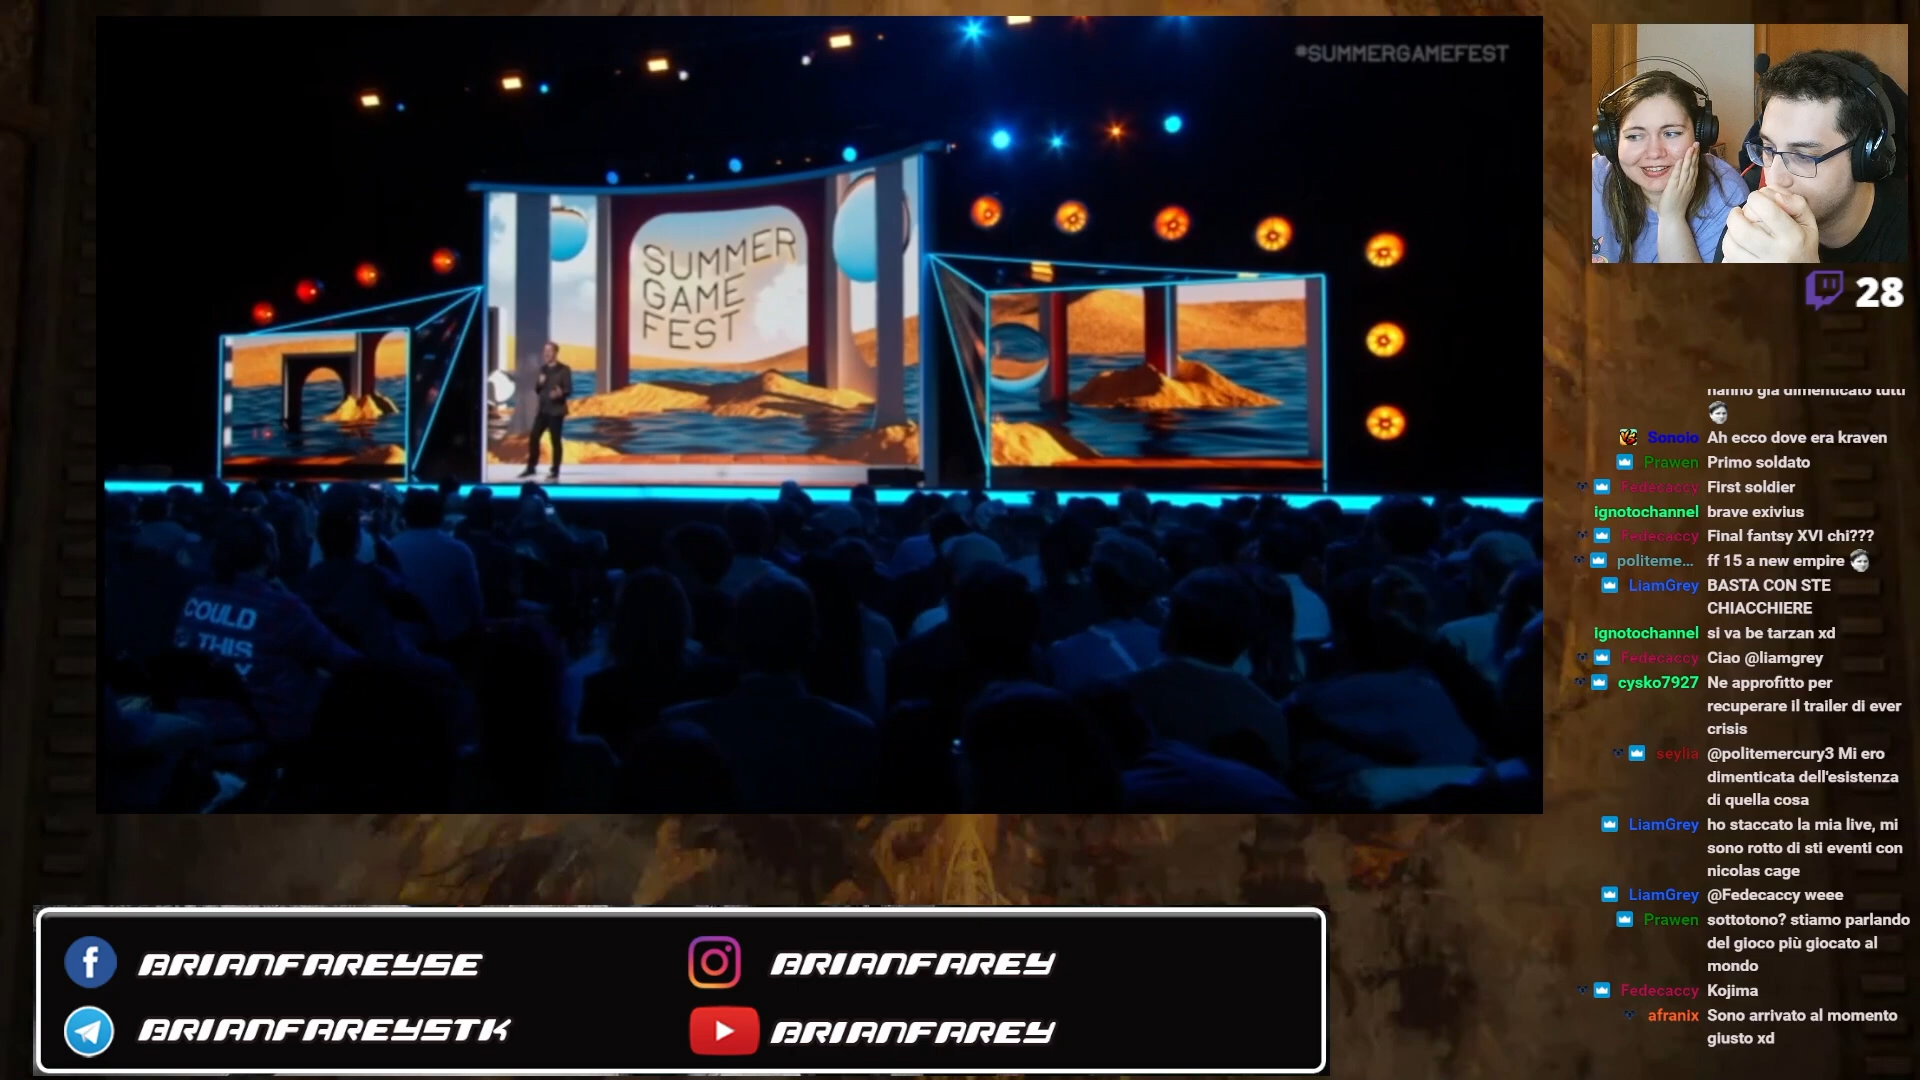 #SUMMERGAMEFEST
SUMMER
GAME
FEST
COULD
THIS
28
hanno già dimenticato tutti
Sonoio Ah ecco dove era kraven
Prawen Primo soldato
Fedecaccy First soldier
ignotochannel brave exivius
Fedecaccy Final fantsy XVI chi???
politeme... ff 15 a new empire
LiamGrey BASTA CON STE
CHIACCHIERE
ignotochannel si va be tarzan xd
Fedecaccy Ciao @liamgrey
cysko7927 Ne approfitto per
recuperare il trailer di ever
crisis
seylia @politemercury3 Mi ero
dimenticata dell'esistenza
di quella cosa
LiamGrey ho staccato la mia live, mi
sono rotto di sti eventi con
nicolas cage
LiamGrey @Fedecaccy weee
Prawen sottotono? stiamo parlando
del gioco più giocato al
mondo
Fedecaccy Kojima
afranix Sono arrivato al momento
giusto xd
BRIANFAREYSE
BRIANFAREY
BRIANFAREYSTK
BRIANFAREY